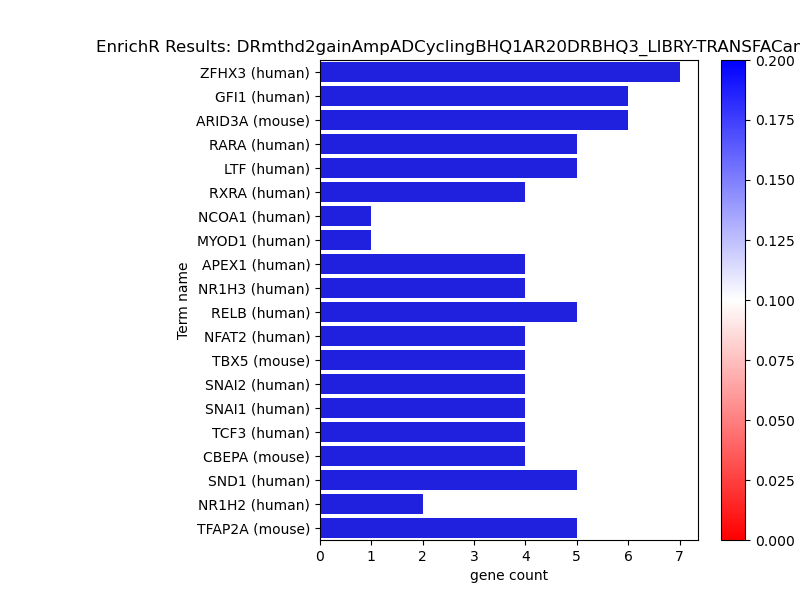 EnrichR Results: DRmthd2gainAmpADCyclingBHQ1AR20DRBHQ3_LIBRY-TRANSFACan
ZFHX3 (human)
GFI1 (human)
ARID3A (mouse)
RARA (human)
LTF (human)
RXRA (human)
NCOA1 (human)
MYOD1 (human)
APEX1 (human)
NR1H3 (human)
RELB (human)
NFAT2 (human)
TBX5 (mouse)
SNAI2 (human)
SNAI1 (human)
TCF3 (human)
CBEPA (mouse)
SND1 (human)
NR1H2 (human)
TFAP2A (mouse)
Term name
0 1 2 3 4 5 6 7
gene count
0.200
0.175
0.150
0.125
0.100
0.075
0.050
0.025
0.000